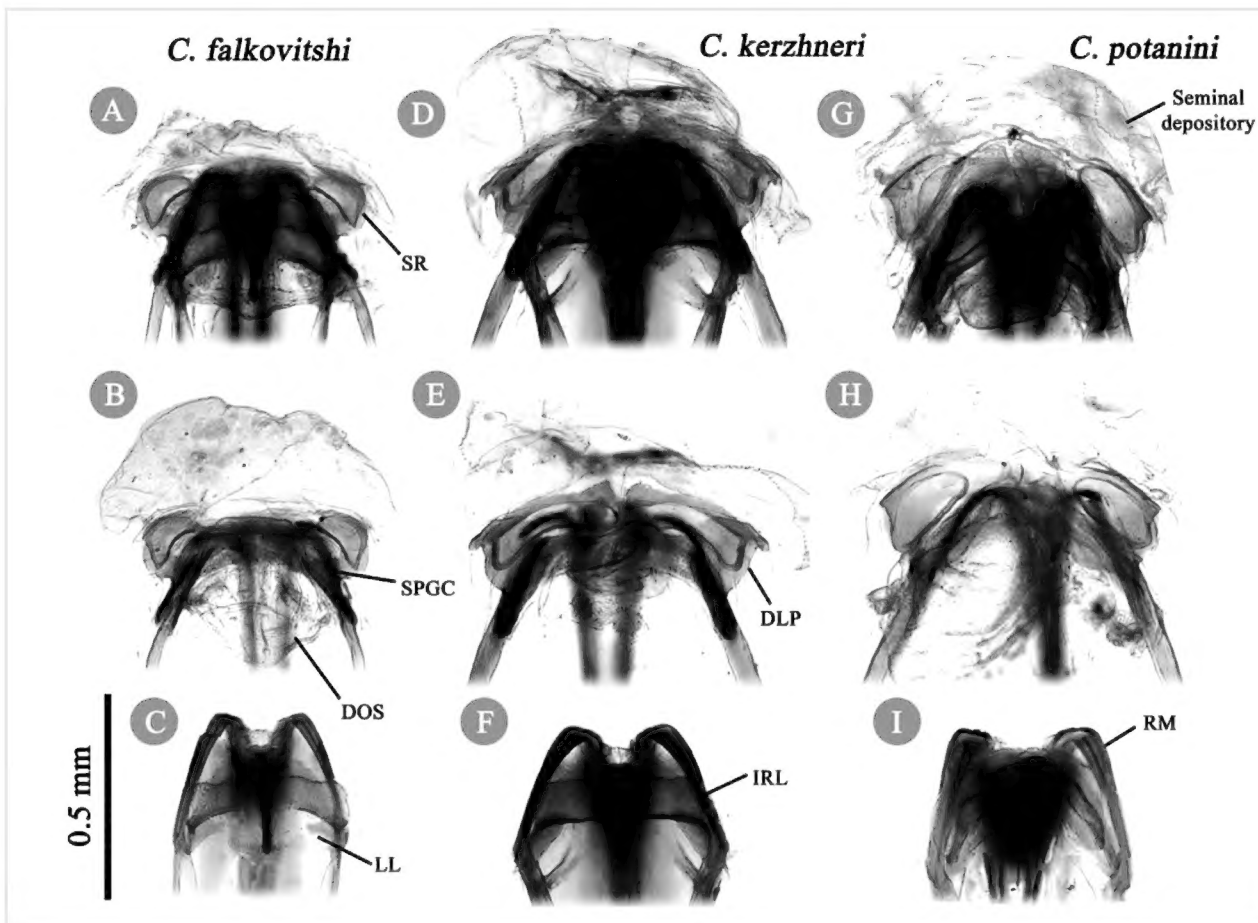 C. falkovitshi
C. kerzhneri
C. potanini
A
D
G
Seminal
depository
SR
B
E
H
SPGC
DLP
DOS
C
F
I
RM
IRL
LL
0.5 mm